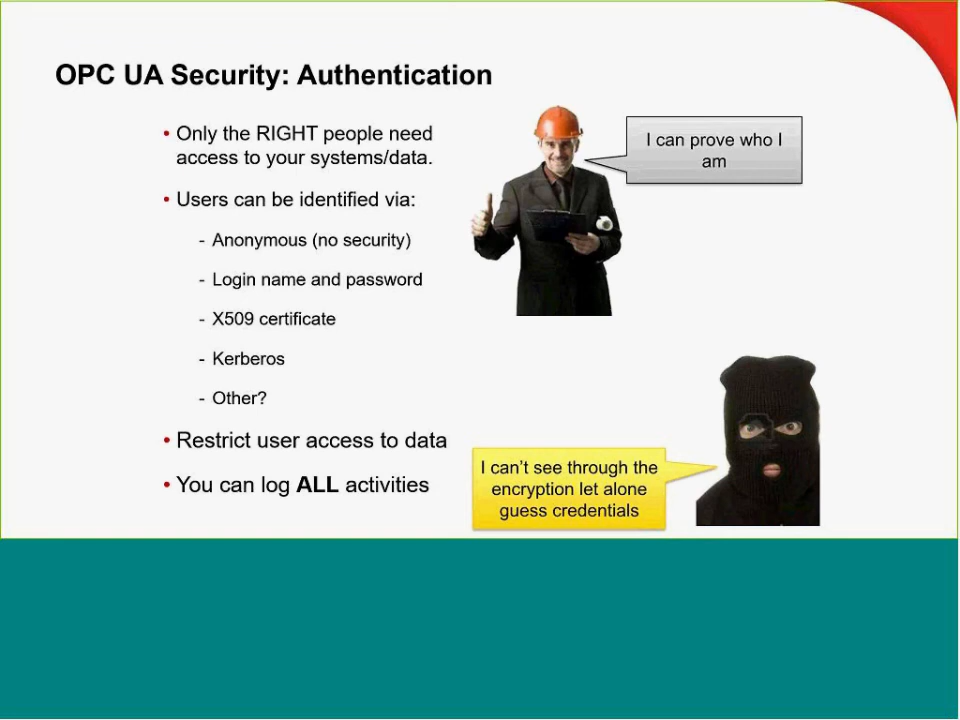 OPC UA Security: Authentication
• Only the RIGHT people need
access to your systems/data.
• Users can be identified via:
- Anonymous (no security)
- Login name and password
- X509 certificate
- Kerberos
- Other?
• Restrict user access to data
• You can log ALL activities
I can prove who I
am
I can't see through the
encryption let alone
guess credentials